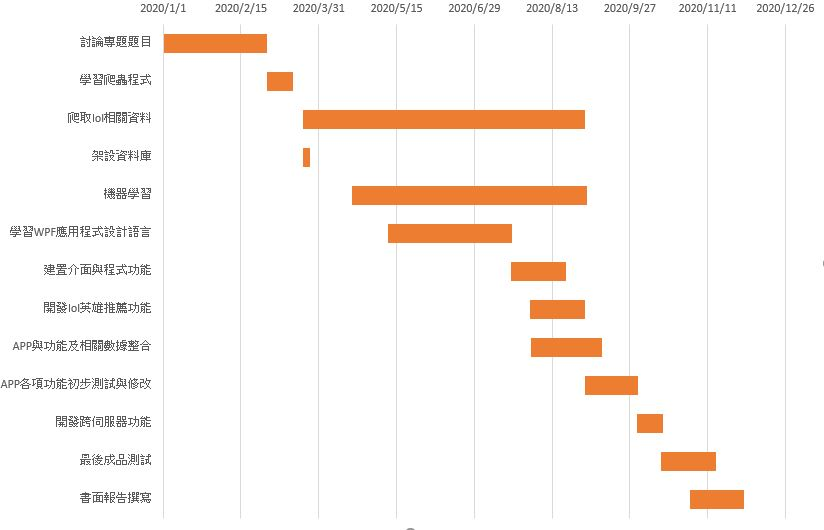 2020/1/1 2020/2/15 2020/3/31 2020/5/15 2020/6/29 2020/8/13 2020/9/27 2020/11/11 2020/12/26
討論專題題目
學習爬蟲程式
爬取lol相關資料
架設資料庫
機器學習
學習WPF應用程式設計語言
建置介面與程式功能
開發lol英雄推薦功能
APP與功能及相關數據整合
APP各項功能初步測試與修改
開發跨伺服器功能
最後成品測試
書面報告撰寫